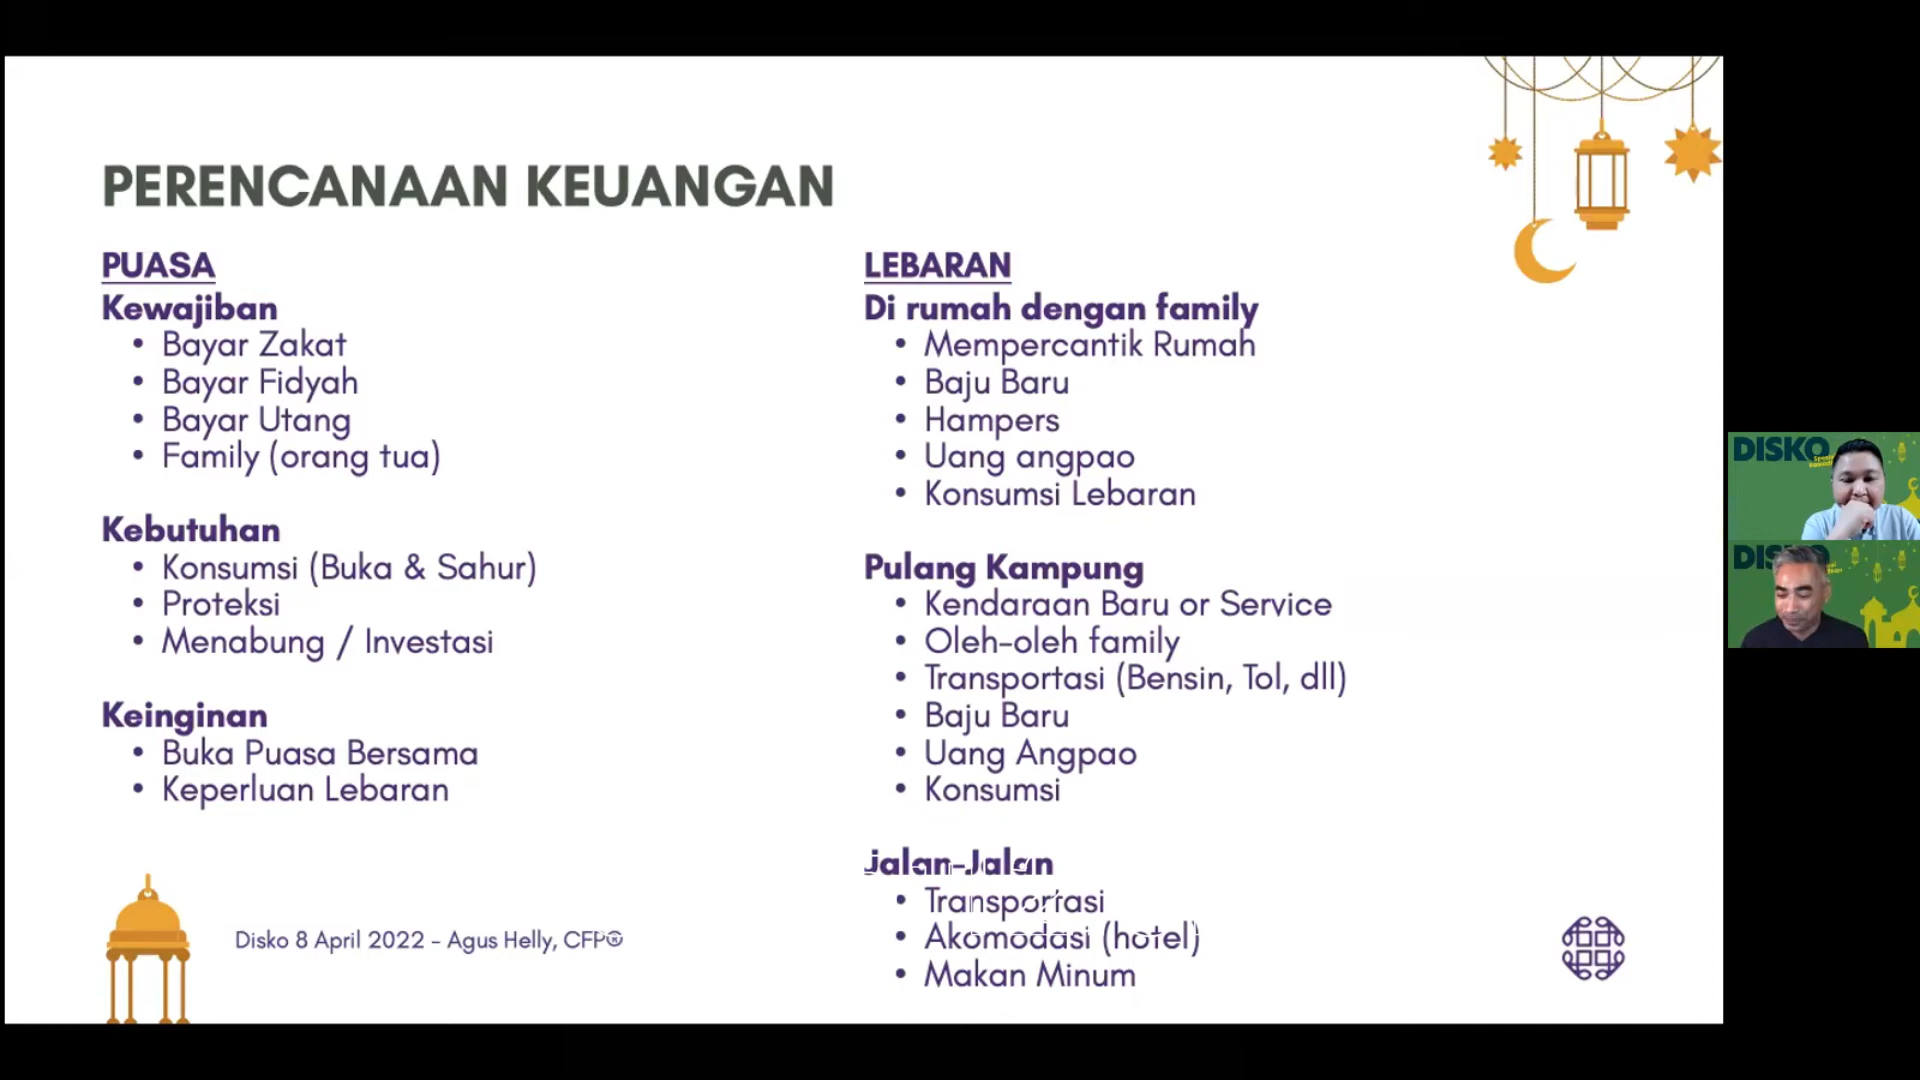 PERENCANAAN KEUANGAN
PUASA
Kewajiban
• Bayar Zakat
• Bayar Fidyah
• Bayar Utang
• Family (orang tua)
Kebutuhan
• Konsumsi (Buka & Sahur)
• Proteksi
• Menabung / Investasi
Keinginan
• Buka Puasa Bersama
• Keperluan Lebaran
LEBARAN
Di rumah dengan family
• Mempercantik Rumah
• Baju Baru
• Hampers
• Uang angpao
• Konsumsi Lebaran
Pulang Kampung
• Kendaraan Baru or Service
• Oleh-oleh family
• Transportasi (Bensin, Tol, dll)
• Baju Baru
• Uang Angpao
• Konsumsi
Jalan-Jalan
• Transportasi
• Akomodasi (hotel)
• Makan Minum
Disko 8 April 2022 - Agus Helly, CFP®
DISKO